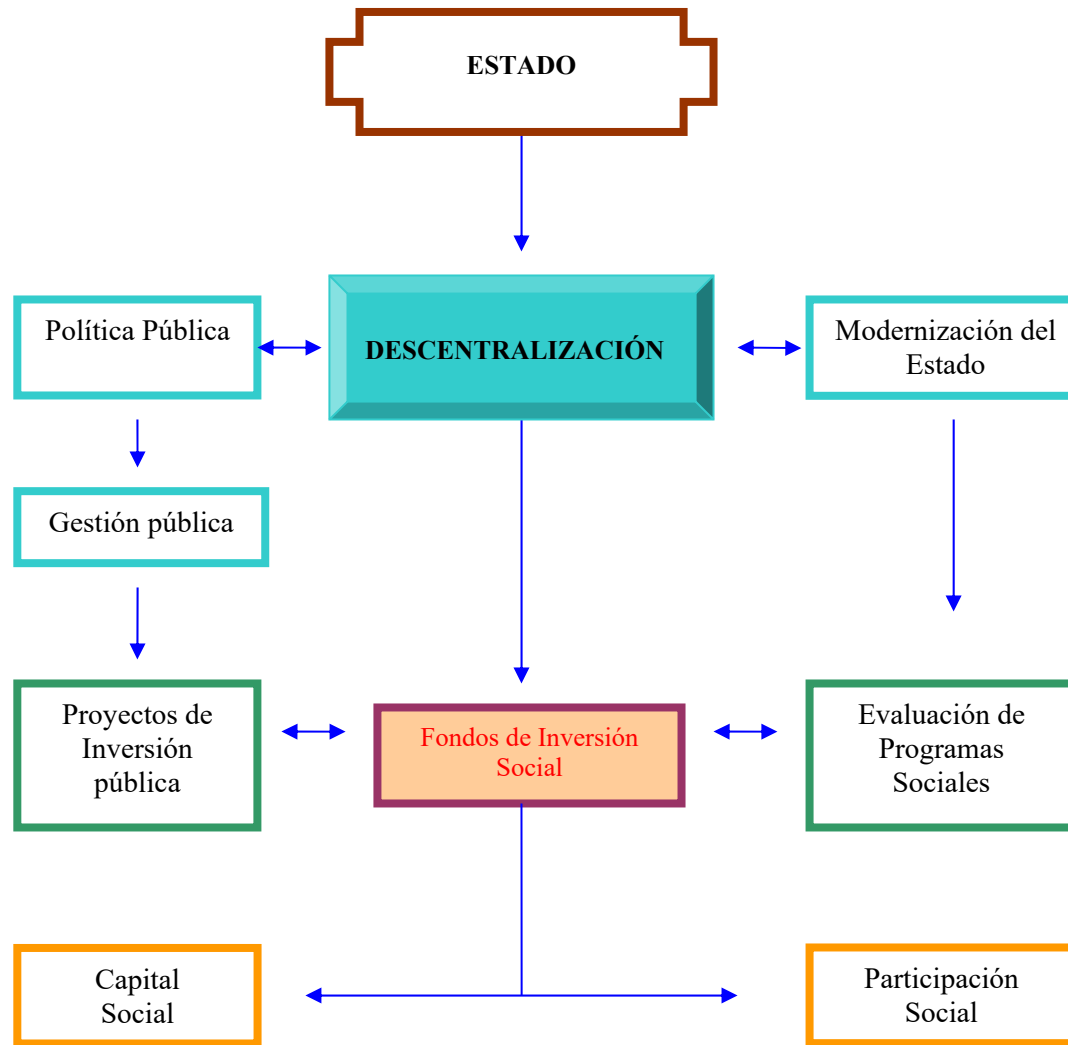 ESTADO
Política Pública
DESCENTRALIZACIÓN
Modernización del
Estado
Gestión pública
Proyectos de
Inversión
pública
Fondos de Inversión
Social
Evaluación de
Programas
Sociales
Capital
Social
Participación
Social